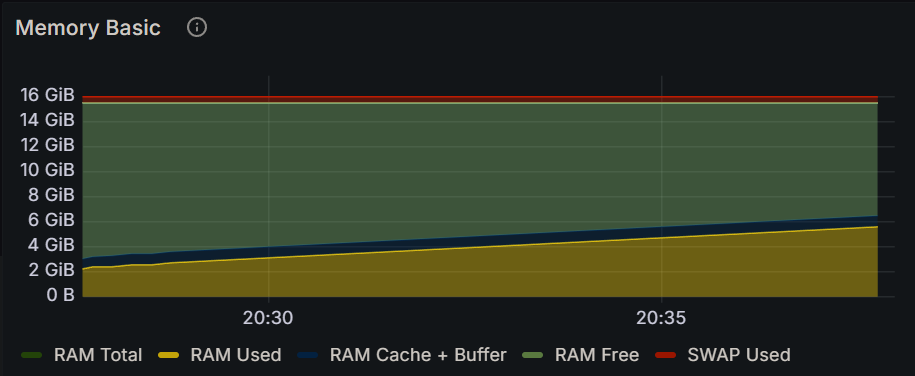 Memory Basic
16 GiB
14 GiB
12 GiB
10 GiB
8 GiB
6 GiB
4 GiB
2 GiB
0 B
20:30 20:35
RAM Total RAM Used RAM Cache + Buffer RAM Free SWAP Used